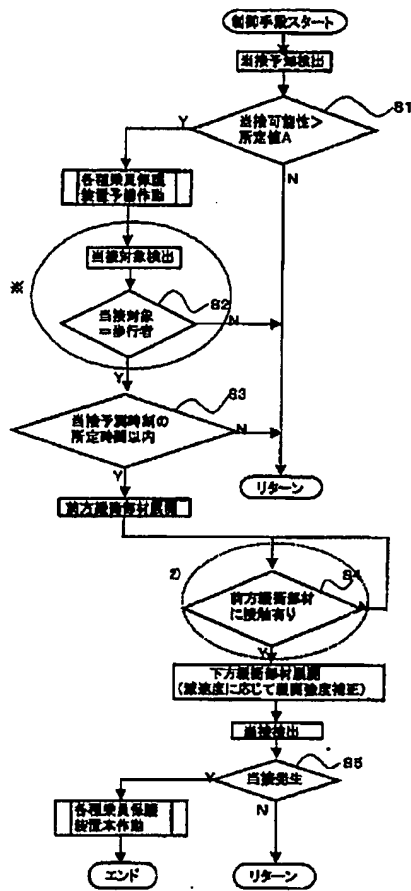 制御手段スタート
当接予知検出
S1
当接可能性＞
所定値A
Y
N
各種乗員保護
装置予備作動
当接対象検出
※
S2
当接対象
＝歩行者
N
Y
S3
当接予測時刻の
所定時間以内
N
Y
リターン
前方緩衝部材展開
S4
前方緩衝部材
に接触有り
N
Y
下方緩衝部材展開
(減速度に応じて展開強度補正)
当接検出
S5
当接発生
Y
N
各種乗員保護
装置本作動
エンド
リターン